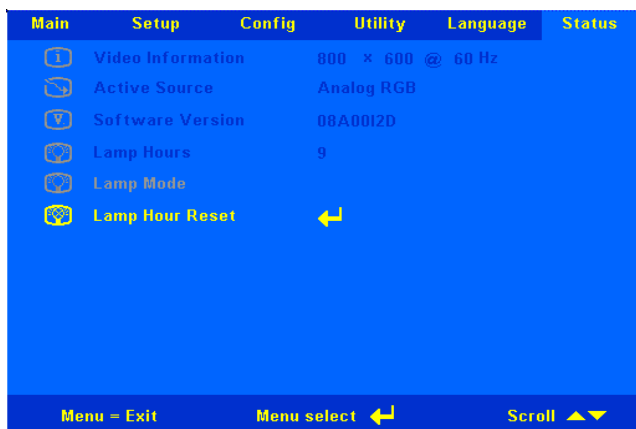 Main Setup Config Utility Language Status
Video Information 800 × 600 @ 60 Hz
Active Source Analog RGB
Software Version 08A00I2D
Lamp Hours 9
Lamp Mode
Lamp Hour Reset
Menu = Exit Menu select Scroll